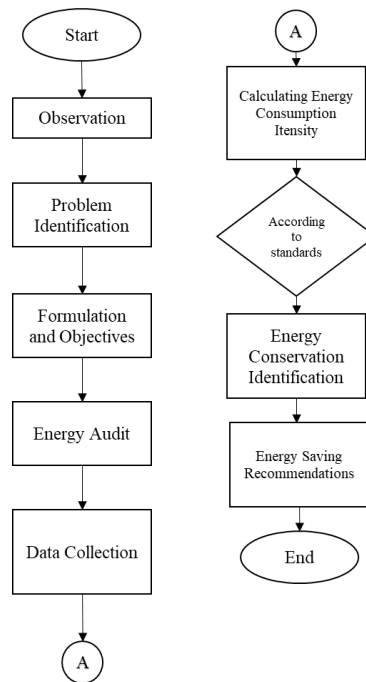 Start
Observation
Problem
Identification
Formulation
and Objectives
Energy Audit
Data Collection
A
A
Calculating Energy
Consumption
Itensity
According
to
standards
Energy
Conservation
Identification
Energy Saving
Recommendations
End